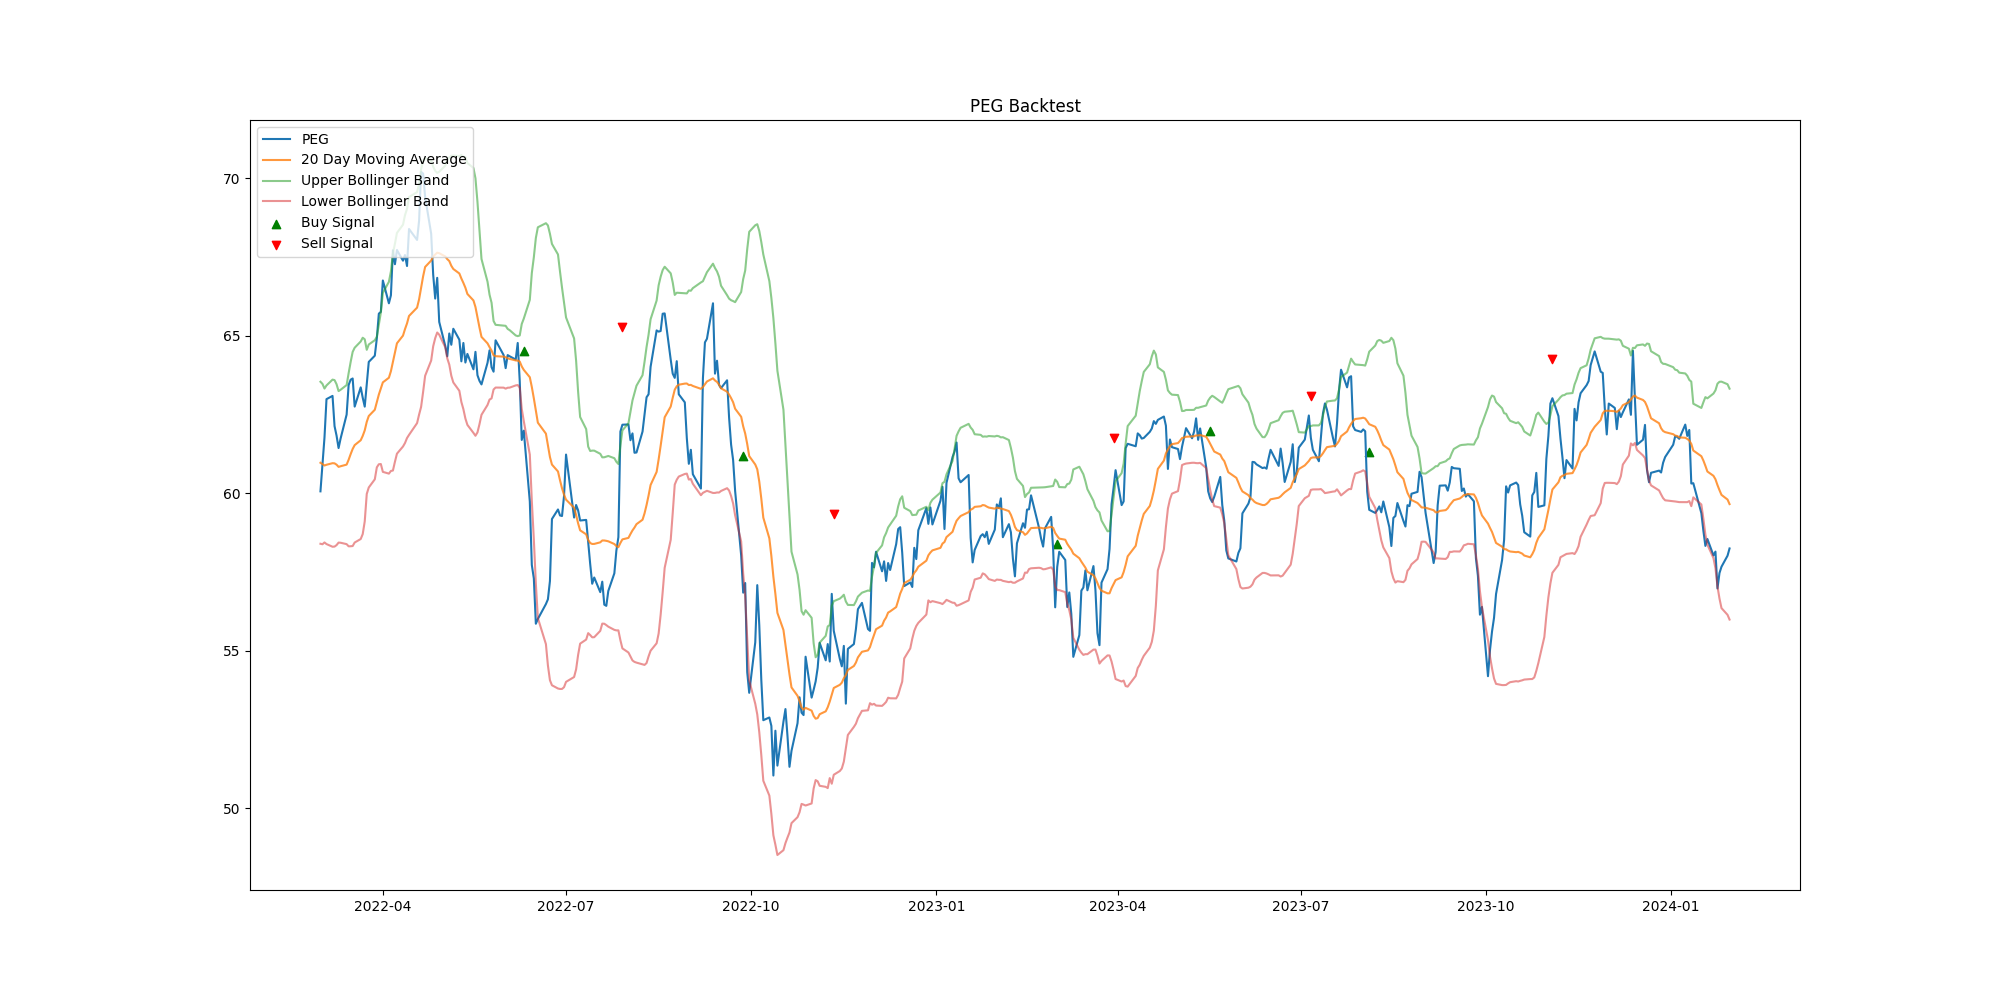 PEG Backtest
PEG
20 Day Moving Average
Upper Bollinger Band
Lower Bollinger Band
Buy Signal
Sell Signal
70
65
60
55
50
2022-04 2022-07 2022-10 2023-01 2023-04 2023-07 2023-10 2024-01